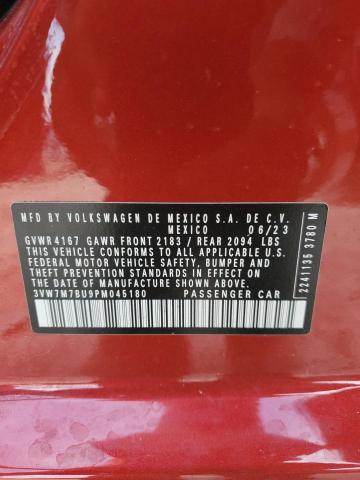 MFD. BY VOLKSWAGEN DE MEXICO S.A. DE C.V.
MEXICO 06/23
GVWR 4167 GAWR FRONT 2183 / REAR 2094 LBS
THIS VEHICLE CONFORMS TO ALL APPLICABLE U.S.
FEDERAL MOTOR VEHICLE SAFETY, BUMPER AND THEFT
PREVENTION STANDARDS IN EFFECT ON THE DATE OF
MANUFACTURE SHOWN ABOVE.
3VW7M7BU9PM045180 PASSENGER CAR
2241135 3780 M